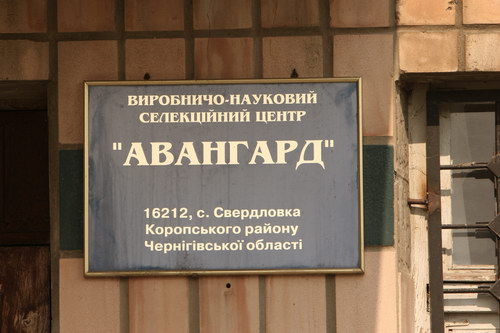 ВИРОБНИЧО-НАУКОВИЙ
СЕЛЕКЦІЙНИЙ ЦЕНТР
"АВАНГАРД"
16212, с. Свердловка
Коропського району
Чернігівської області